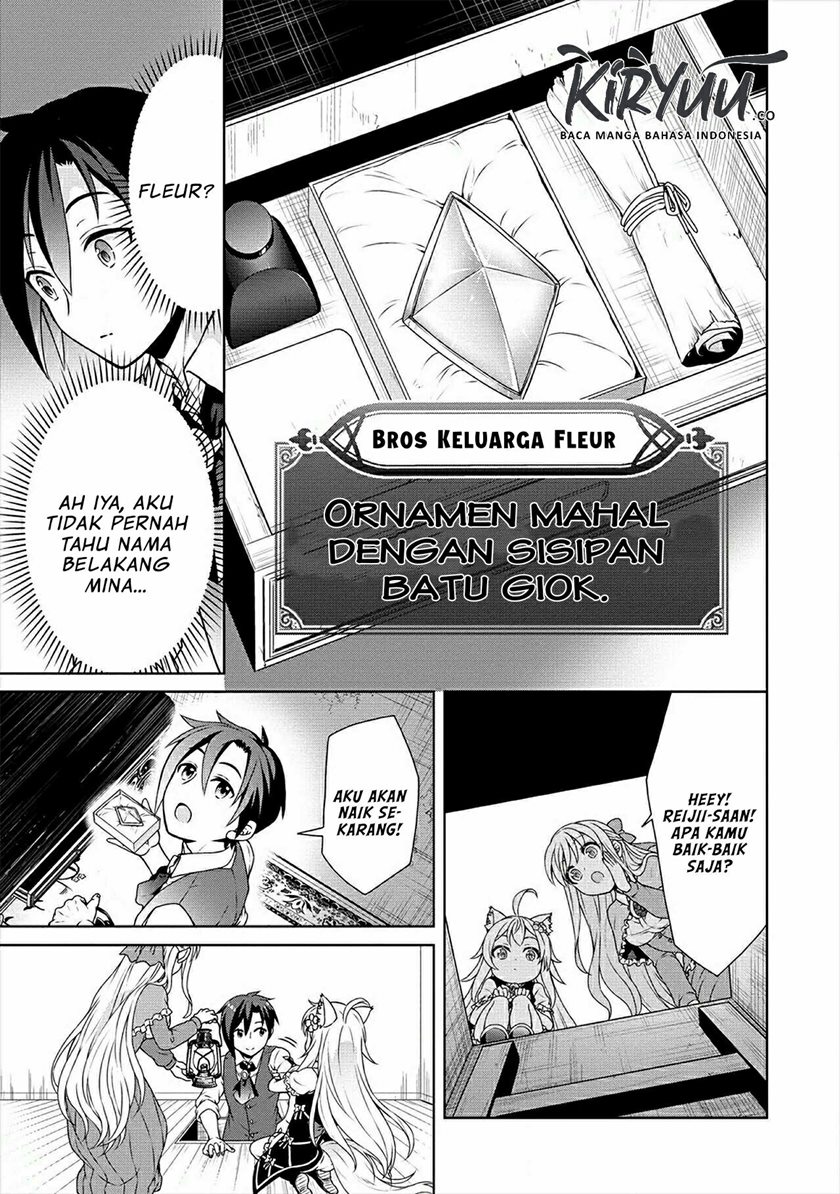 KIRYUU.CO
BACA MANGA BAHASA INDONESIA
BROS KELUARGA FLEUR
ORNAMEN MAHAL
DENGAN SISIPAN
BATU GIOK.
FLEUR?
AH IYA, AKU
TIDAK PERNAH
TAHU NAMA
BELAKANG
MINA...
HEEY!
REIJII-SAAN!
APA KAMU
BAIK-BAIK
SAJA?
AKU AKAN
NAIK SE-
KARANG!